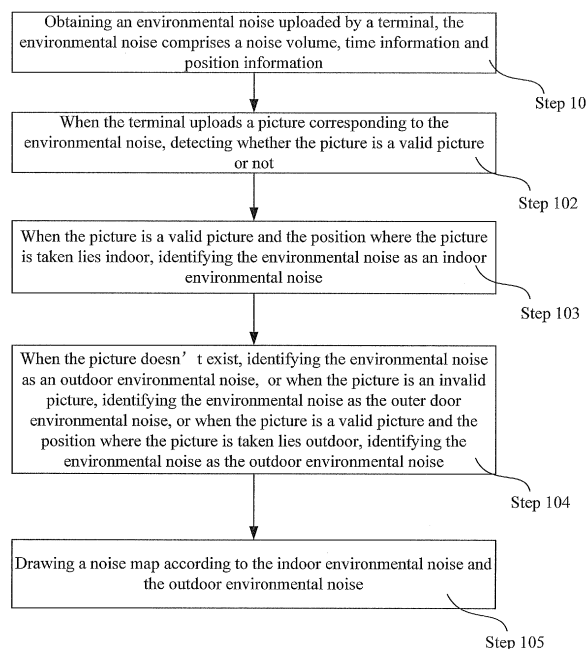 Obtaining an environmental noise uploaded by a terminal, the
environmental noise comprises a noise volume, time information and
position information
Step 10
When the terminal uploads a picture corresponding to the
environmental noise, detecting whether the picture is a valid picture
or not
Step 102
When the picture is a valid picture and the position where the picture
is taken lies indoor, identifying the environmental noise as an indoor
environmental noise
Step 103
When the picture doesn't exist, identifying the environmental noise
as an outdoor environmental noise, or when the picture is an invalid
picture, identifying the environmental noise as the outer door
environmental noise, or when the picture is a valid picture and the
position where the picture is taken lies outdoor, identifying the
environmental noise as the outdoor environmental noise
Step 104
Drawing a noise map according to the indoor environmental noise and
the outdoor environmental noise
Step 105